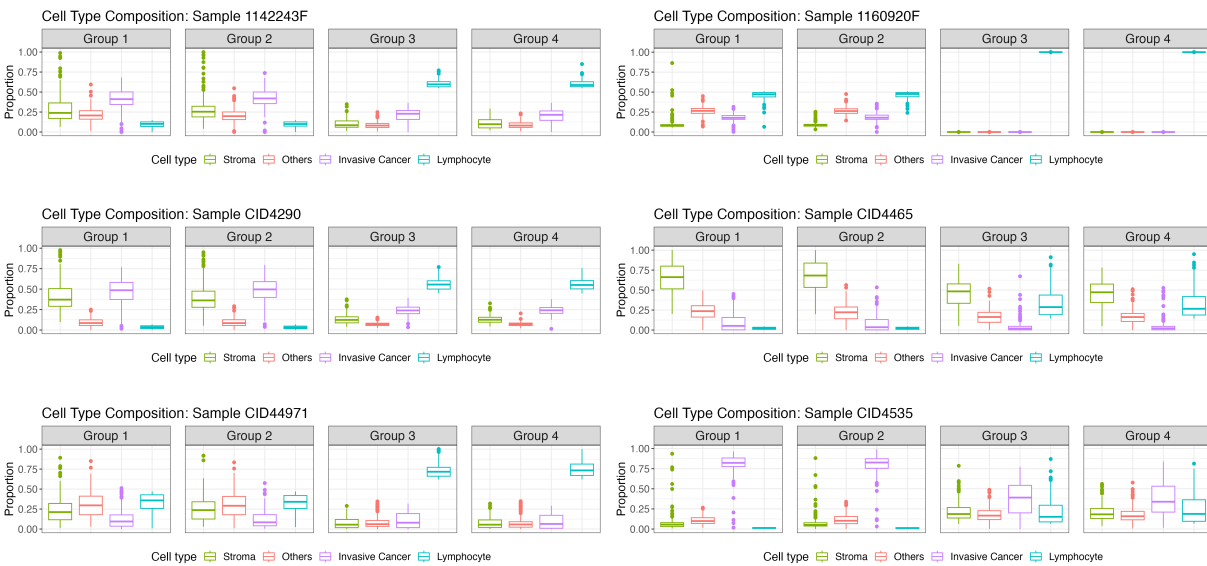 Cell Type Composition: Sample 1142243F
Group 1 Group 2 Group 3 Group 4
Proportion
1.00
0.75
0.50
0.25
0.00
Cell type Stroma Others Invasive Cancer Lymphocyte
Cell Type Composition: Sample 1160920F
Group 1 Group 2 Group 3 Group 4
Proportion
1.00
0.75
0.50
0.25
0.00
Cell type Stroma Others Invasive Cancer Lymphocyte
Cell Type Composition: Sample CID4290
Group 1 Group 2 Group 3 Group 4
Proportion
1.00
0.75
0.50
0.25
0.00
Cell type Stroma Others Invasive Cancer Lymphocyte
Cell Type Composition: Sample CID4465
Group 1 Group 2 Group 3 Group 4
Proportion
1.00
0.75
0.50
0.25
0.00
Cell type Stroma Others Invasive Cancer Lymphocyte
Cell Type Composition: Sample CID44971
Group 1 Group 2 Group 3 Group 4
Proportion
1.00
0.75
0.50
0.25
0.00
Cell type Stroma Others Invasive Cancer Lymphocyte
Cell Type Composition: Sample CID4535
Group 1 Group 2 Group 3 Group 4
Proportion
1.00
0.75
0.50
0.25
0.00
Cell type Stroma Others Invasive Cancer Lymphocyte